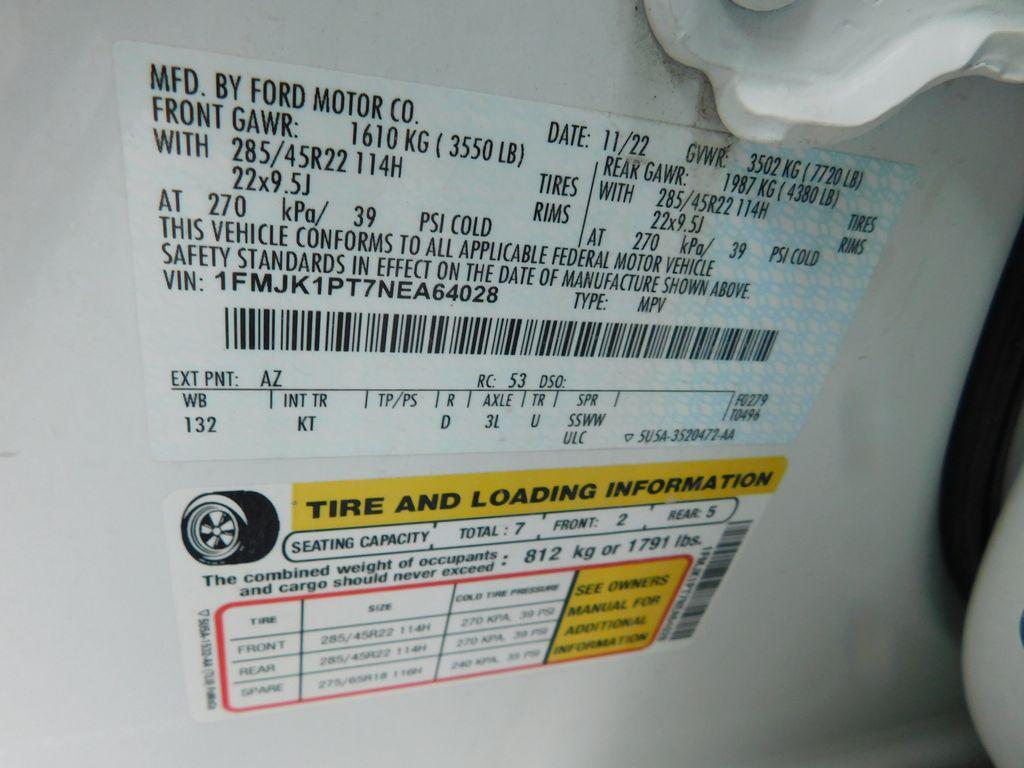 MFD. BY FORD MOTOR CO.
DATE: 11/22 GVWR: 3502 KG ( 7720 LB)
FRONT GAWR: 1610 KG ( 3550 LB)
WITH 285/45R22 114H TIRES
22x9.5J RIMS
AT 270 kPa/ 39 PSI COLD
REAR GAWR: 1987 KG ( 4380 LB)
WITH 285/45R22 114H TIRES
22x9.5J RIMS
AT 270 kPa/ 39 PSI COLD
THIS VEHICLE CONFORMS TO ALL APPLICABLE FEDERAL MOTOR VEHICLE
SAFETY STANDARDS IN EFFECT ON THE DATE OF MANUFACTURE SHOWN ABOVE.
VIN: 1FMJK1PT7NEA64028 TYPE: MPV
EXT PNT: AZ RC: 53 DSO:
WB INT TR TP/PS R AXLE TR SPR F0279
T0496
132 KT D 3L U SSWW
ULC ▽ 5U5A-3520472-AA
TIRE AND LOADING INFORMATION
SEATING CAPACITY TOTAL : 7 FRONT: 2 REAR: 5
The combined weight of occupants
and cargo should never exceed : 812 kg or 1791 lbs.
TIRE SIZE COLD TIRE PRESSURE
FRONT 285/45R22 114H 270 KPA, 39 PSI
REAR 285/45R22 114H 270 KPA, 39 PSI
SPARE 275/65R18 116H 240 KPA, 35 PSI
SEE OWNERS
MANUAL FOR
ADDITIONAL
INFORMATION
1FMJK1PT7NEA64028